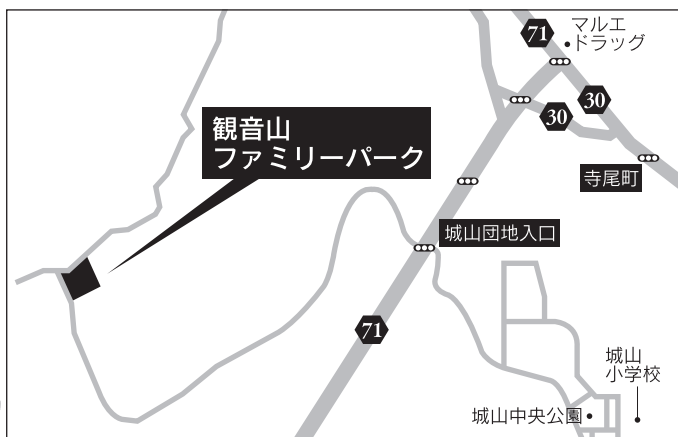 71
マルエ
ドラッグ
30
30
観音山
ファミリーパーク
寺尾町
城山団地入口
71
城山
小学校
城山中央公園